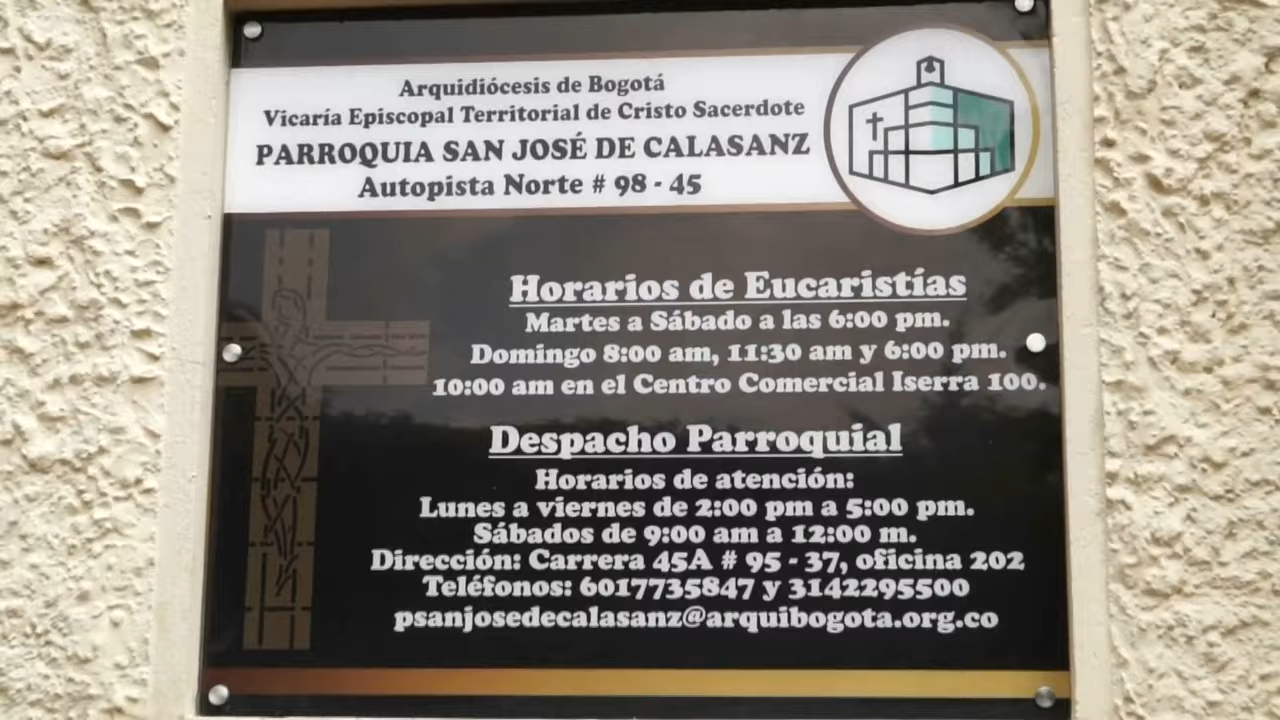 Arquidiócesis de Bogotá
Vicaría Episcopal Territorial de Cristo Sacerdote
PARROQUIA SAN JOSÉ DE CALASANZ
Autopista Norte # 98 - 45
Horarios de Eucaristías
Martes a Sábado a las 6:00 pm.
Domingo 8:00 am, 11:30 am y 6:00 pm.
10:00 am en el Centro Comercial Iserra 100.
Despacho Parroquial
Horarios de atención:
Lunes a viernes de 2:00 pm a 5:00 pm.
Sábados de 9:00 am a 12:00 m.
Dirección: Carrera 45A # 95 - 37, oficina 202
Teléfonos: 6017735847 y 3142295500
psanjosedecalasanz@arquibogota.org.co